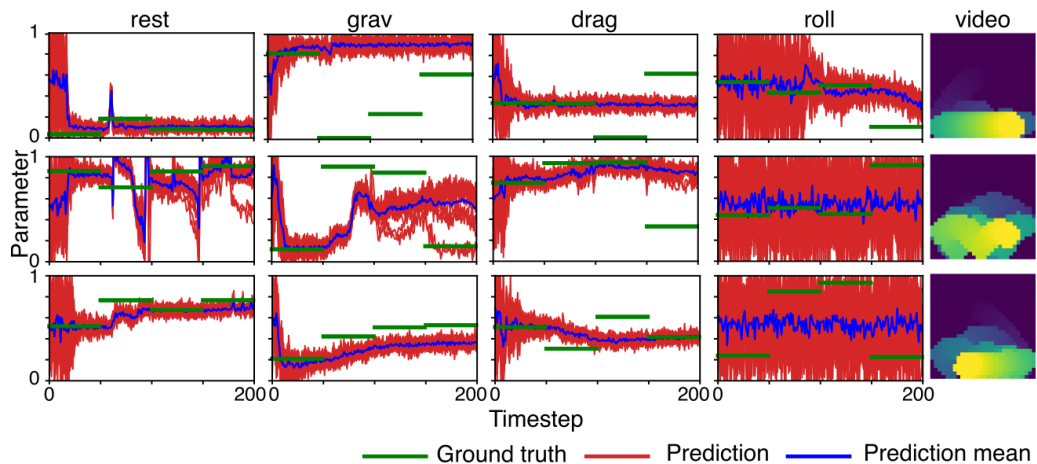 rest grav drag roll video
1
0
1
0
1
0
Parameter
0 200 0 200 0 200 0 200
Timestep
Ground truth Prediction Prediction mean